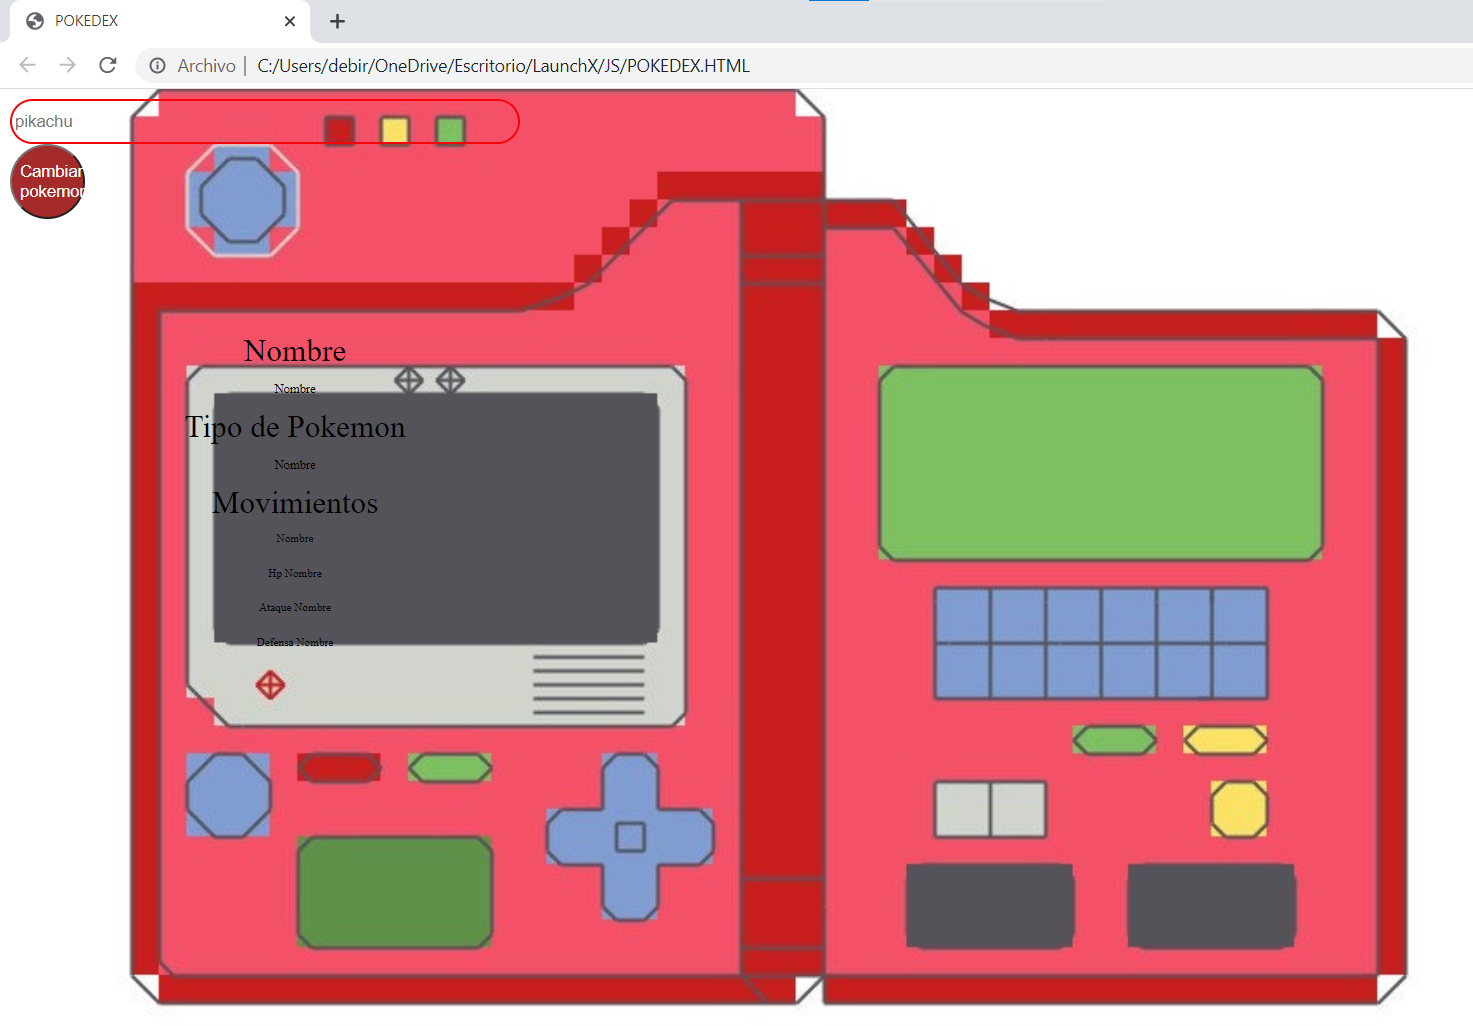 POKEDEX
Archivo | C:/Users/debir/OneDrive/Escritorio/LaunchX/JS/POKEDEX.HTML
pikachu
Cambiar
pokemon
Nombre
Nombre
Tipo de Pokemon
Nombre
Movimientos
Nombre
Hp Nombre
Ataque Nombre
Defensa Nombre